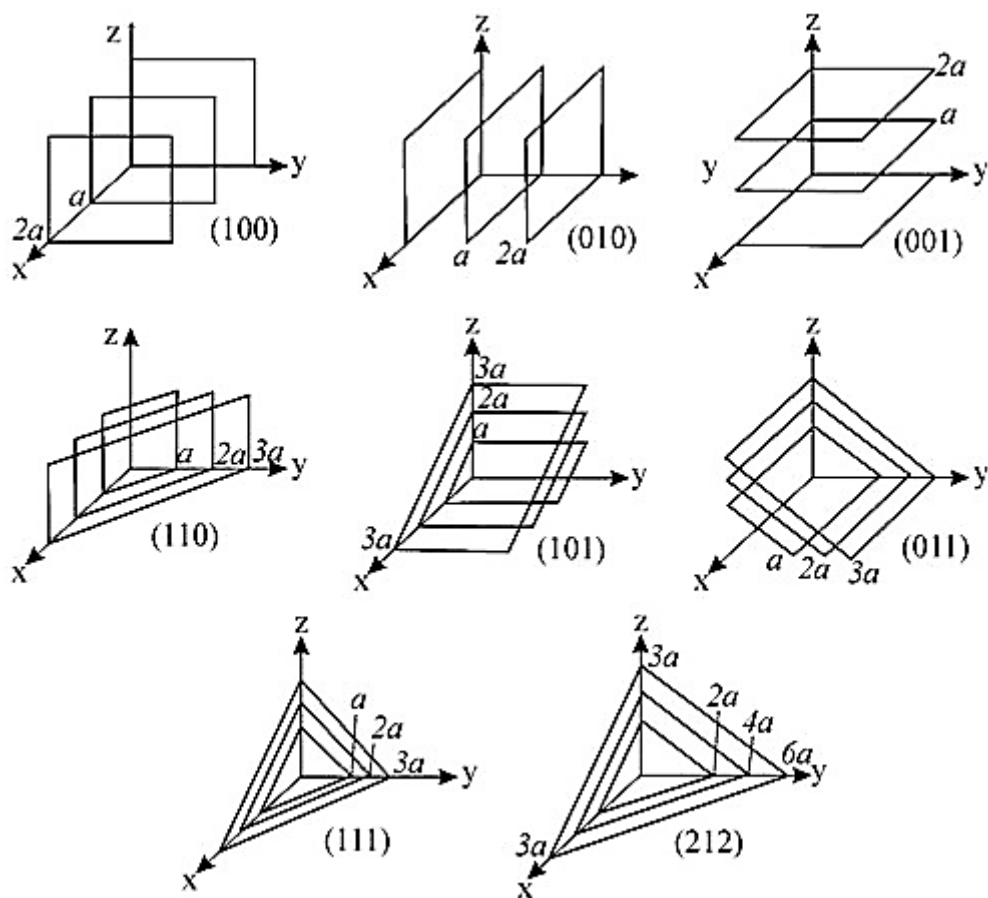 z
y
a
2a
(100)
x
z
a
2a
(010)
x
z
2a
a
y
y
(001)
x
z
a
2a
3a
y
(110)
x
z
3a
2a
a
y
3a
(101)
x
z
y
a
2a
3a
(011)
x
z
a
2a
3a
y
(111)
x
z
3a
2a
4a
6a
y
3a
(212)
x